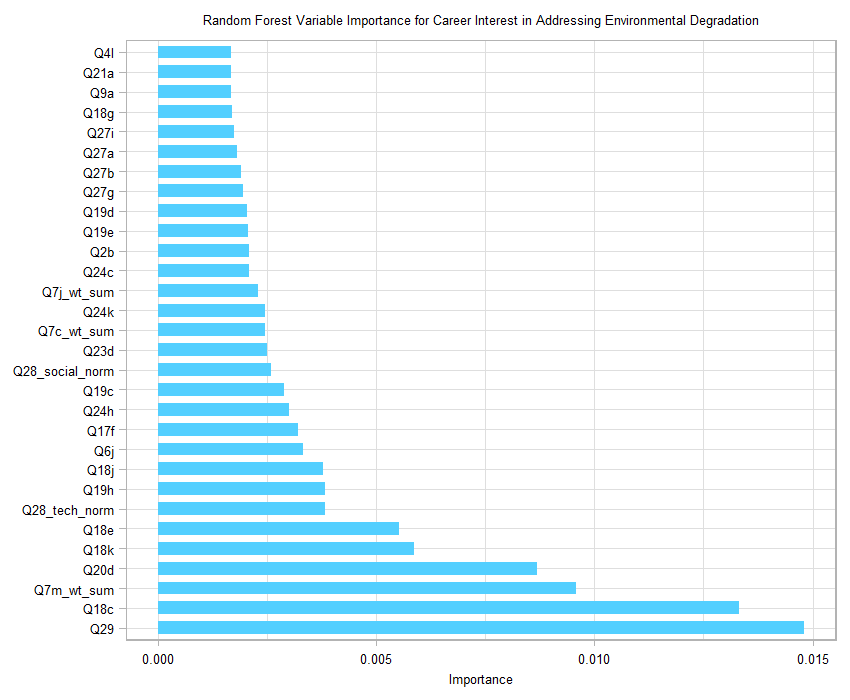 Random Forest Variable Importance for Career Interest in Addressing Environmental Degradation
Q4l
Q21a
Q9a
Q18g
Q27i
Q27a
Q27b
Q27g
Q19d
Q19e
Q2b
Q24c
Q7j_wt_sum
Q24k
Q7c_wt_sum
Q23d
Q28_social_norm
Q19c
Q24h
Q17f
Q6j
Q18j
Q19h
Q28_tech_norm
Q18e
Q18k
Q20d
Q7m_wt_sum
Q18c
Q29
0.000 0.005 0.010 0.015
Importance